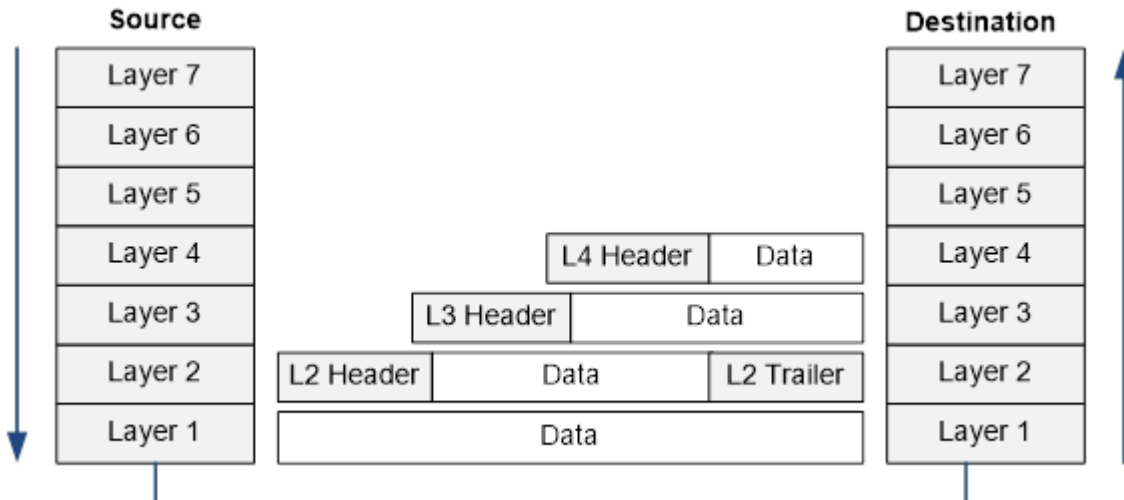 Source Destination
Layer 7 Layer 7
Layer 6 Layer 6
Layer 5 Layer 5
Layer 4 L4 Header Data Layer 4
Layer 3 L3 Header Data Layer 3
Layer 2 L2 Header Data L2 Trailer Layer 2
Layer 1 Data Layer 1